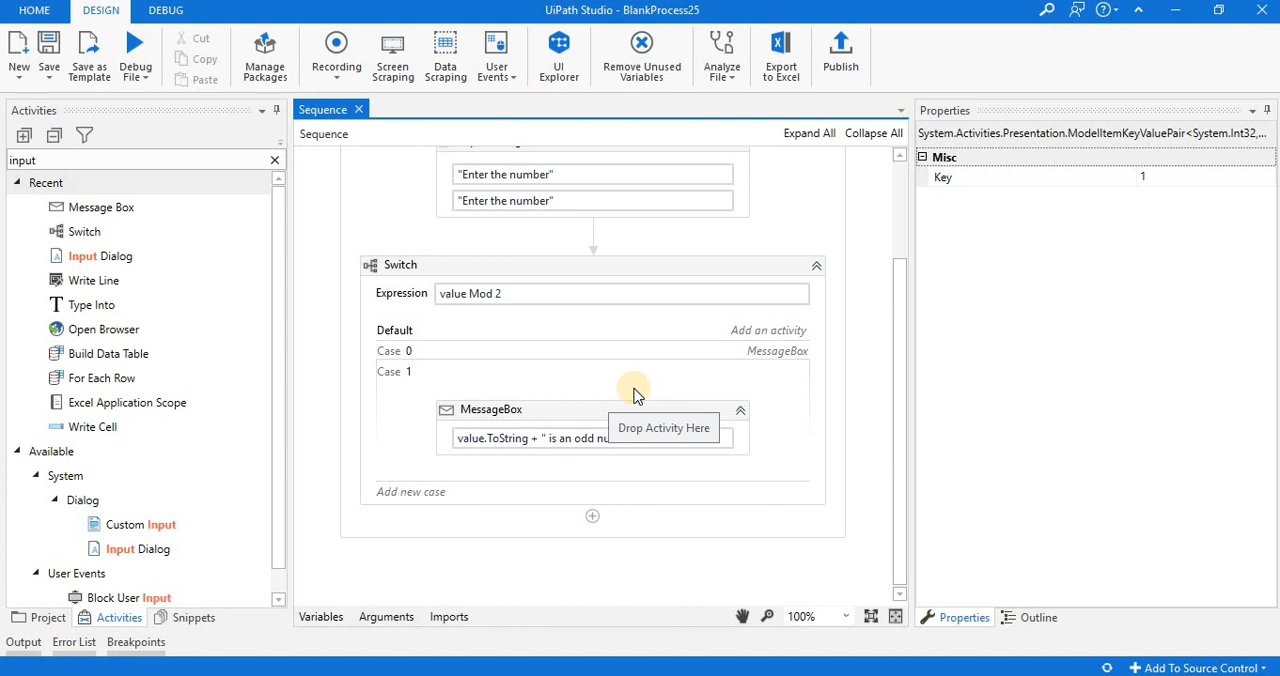 HOME
DESIGN
DEBUG
UiPath Studio - BlankProcess25
New
Save
Save as Template
Debug File
Cut
Copy
Paste
Manage Packages
Recording
Screen Scraping
Data Scraping
User Events
UI Explorer
Remove Unused Variables
Analyze File
Export to Excel
Publish
Activities
input
Recent
Message Box
Switch
Input Dialog
Write Line
Type Into
Open Browser
Build Data Table
For Each Row
Excel Application Scope
Write Cell
Available
System
Dialog
Custom Input
Input Dialog
User Events
Block User Input
Project
Activities
Snippets
Sequence
Sequence
Expand All
Collapse All
"Enter the number"
"Enter the number"
Switch
Expression
value Mod 2
Default
Add an activity
Case 0
MessageBox
Case 1
MessageBox
Drop Activity Here
value.ToString + " is an odd nu
Add new case
Variables
Arguments
Imports
100%
Properties
System.Activities.Presentation.ModelItemKeyValuePair<System.Int32,...
Misc
Key
1
Properties
Outline
Output
Error List
Breakpoints
Add To Source Control